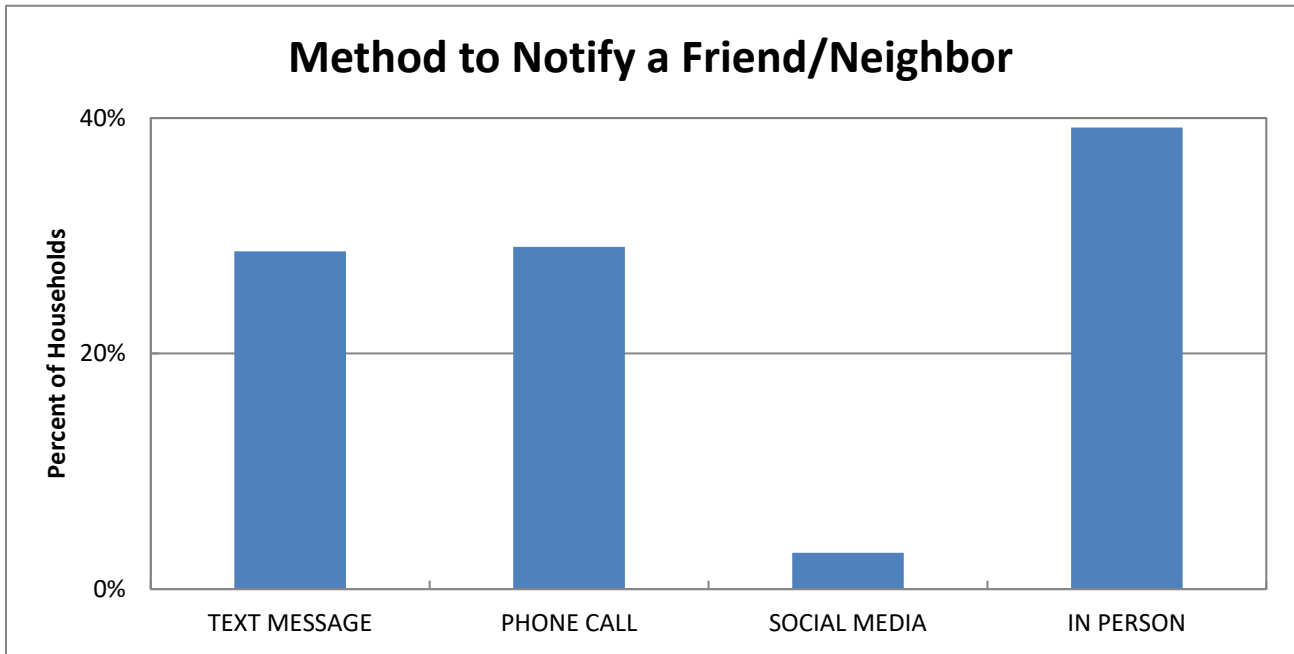 Method to Notify a Friend/Neighbor
Percent of Households
40%
20%
0%
TEXT MESSAGE
PHONE CALL
SOCIAL MEDIA
IN PERSON